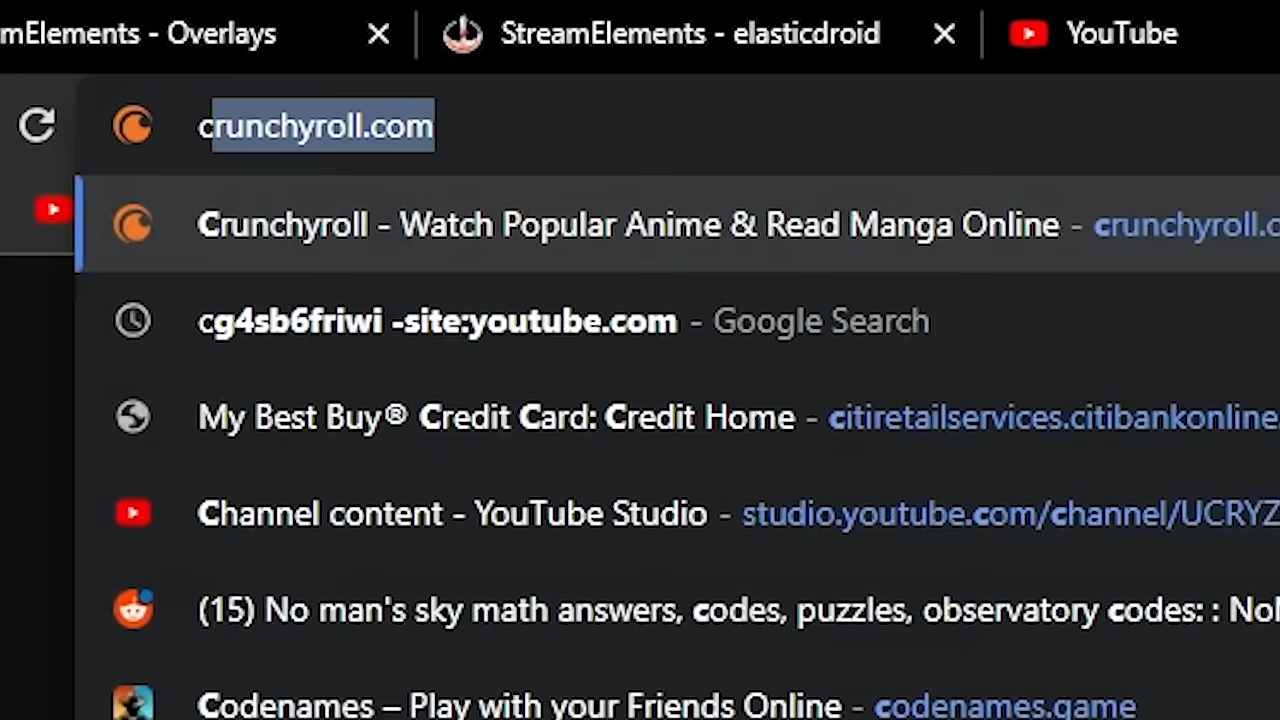 mElements - Overlays StreamElements - elasticdroid YouTube
crunchyroll.com
Crunchyroll - Watch Popular Anime & Read Manga Online - crunchyroll.c
cg4sb6friwi -site:youtube.com - Google Search
My Best Buy® Credit Card: Credit Home - citiretailservices.citibankonline.
Channel content - YouTube Studio - studio.youtube.com/channel/UCRYZ
(15) No man's sky math answers, codes, puzzles, observatory codes: : NoM
Codenames – Play with your Friends Online - codenames.game